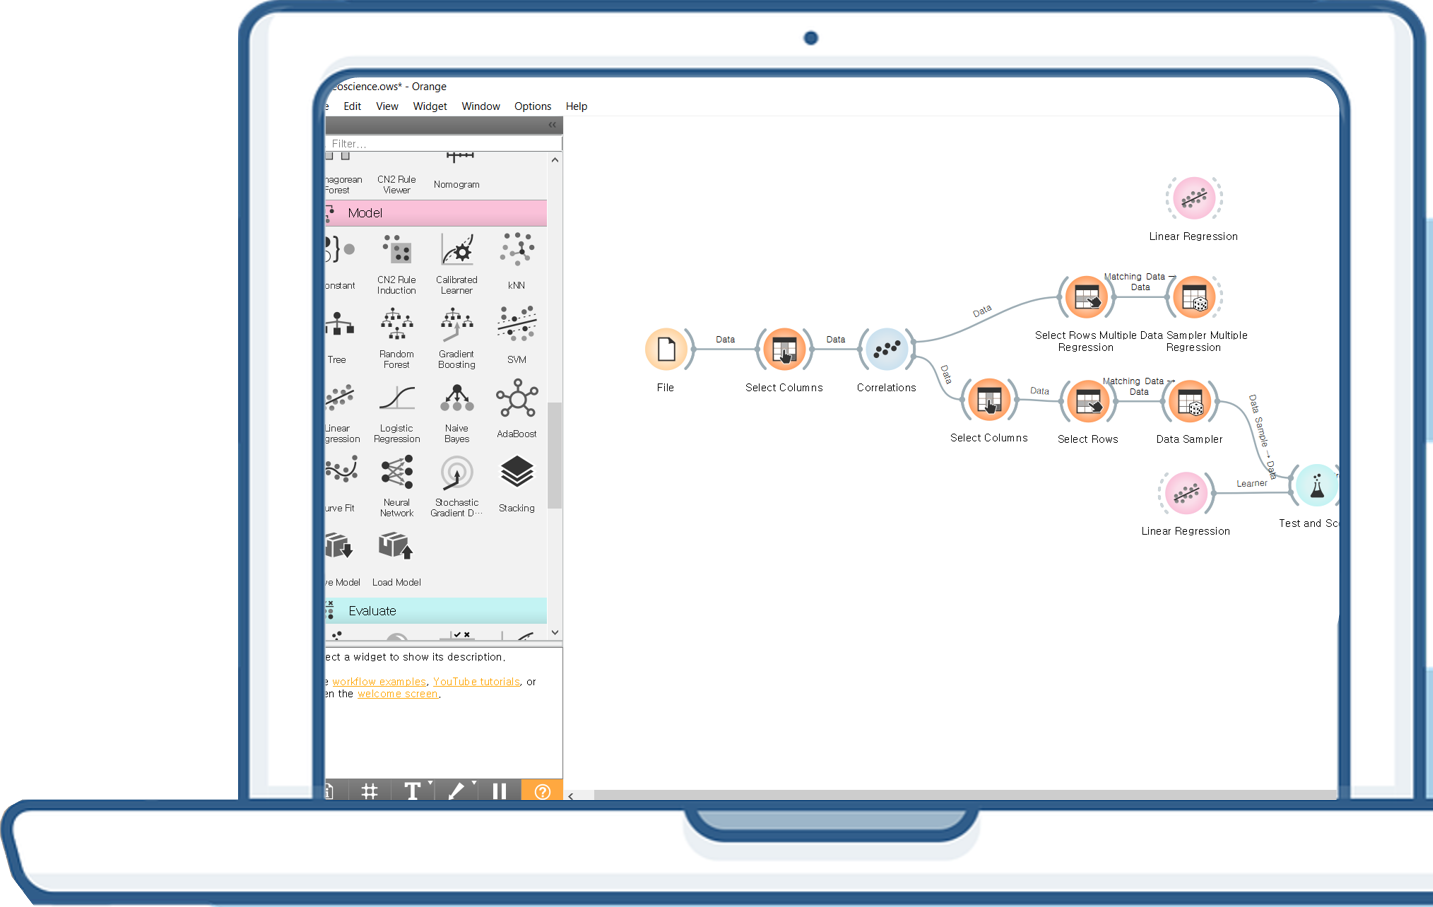 oscience.ows* - Orange
Edit View Widget Window Options Help
Filter...
nagorean Forest
CN2 Rule Viewer
Nomogram
Model
onstant
CN2 Rule Induction
Calibrated Learner
kNN
Tree
Random Forest
Gradient Boosting
SVM
Linear gression
Logistic Regression
Naive Bayes
AdaBoost
urve Fit
Neural Network
Stochastic Gradient D...
Stacking
ve Model
Load Model
Evaluate
ect a widget to show its description.
e workflow examples, YouTube tutorials, or
en the welcome screen.
File
Data
Select Columns
Data
Correlations
Data
Select Rows Multiple Regression
Matching Data → Data
Data Sampler Multiple Regression
Linear Regression
Data
Select Columns
Data
Select Rows
Matching Data → Data
Data Sampler
Data Sample → Data
Linear Regression
Learner
Test and Sc